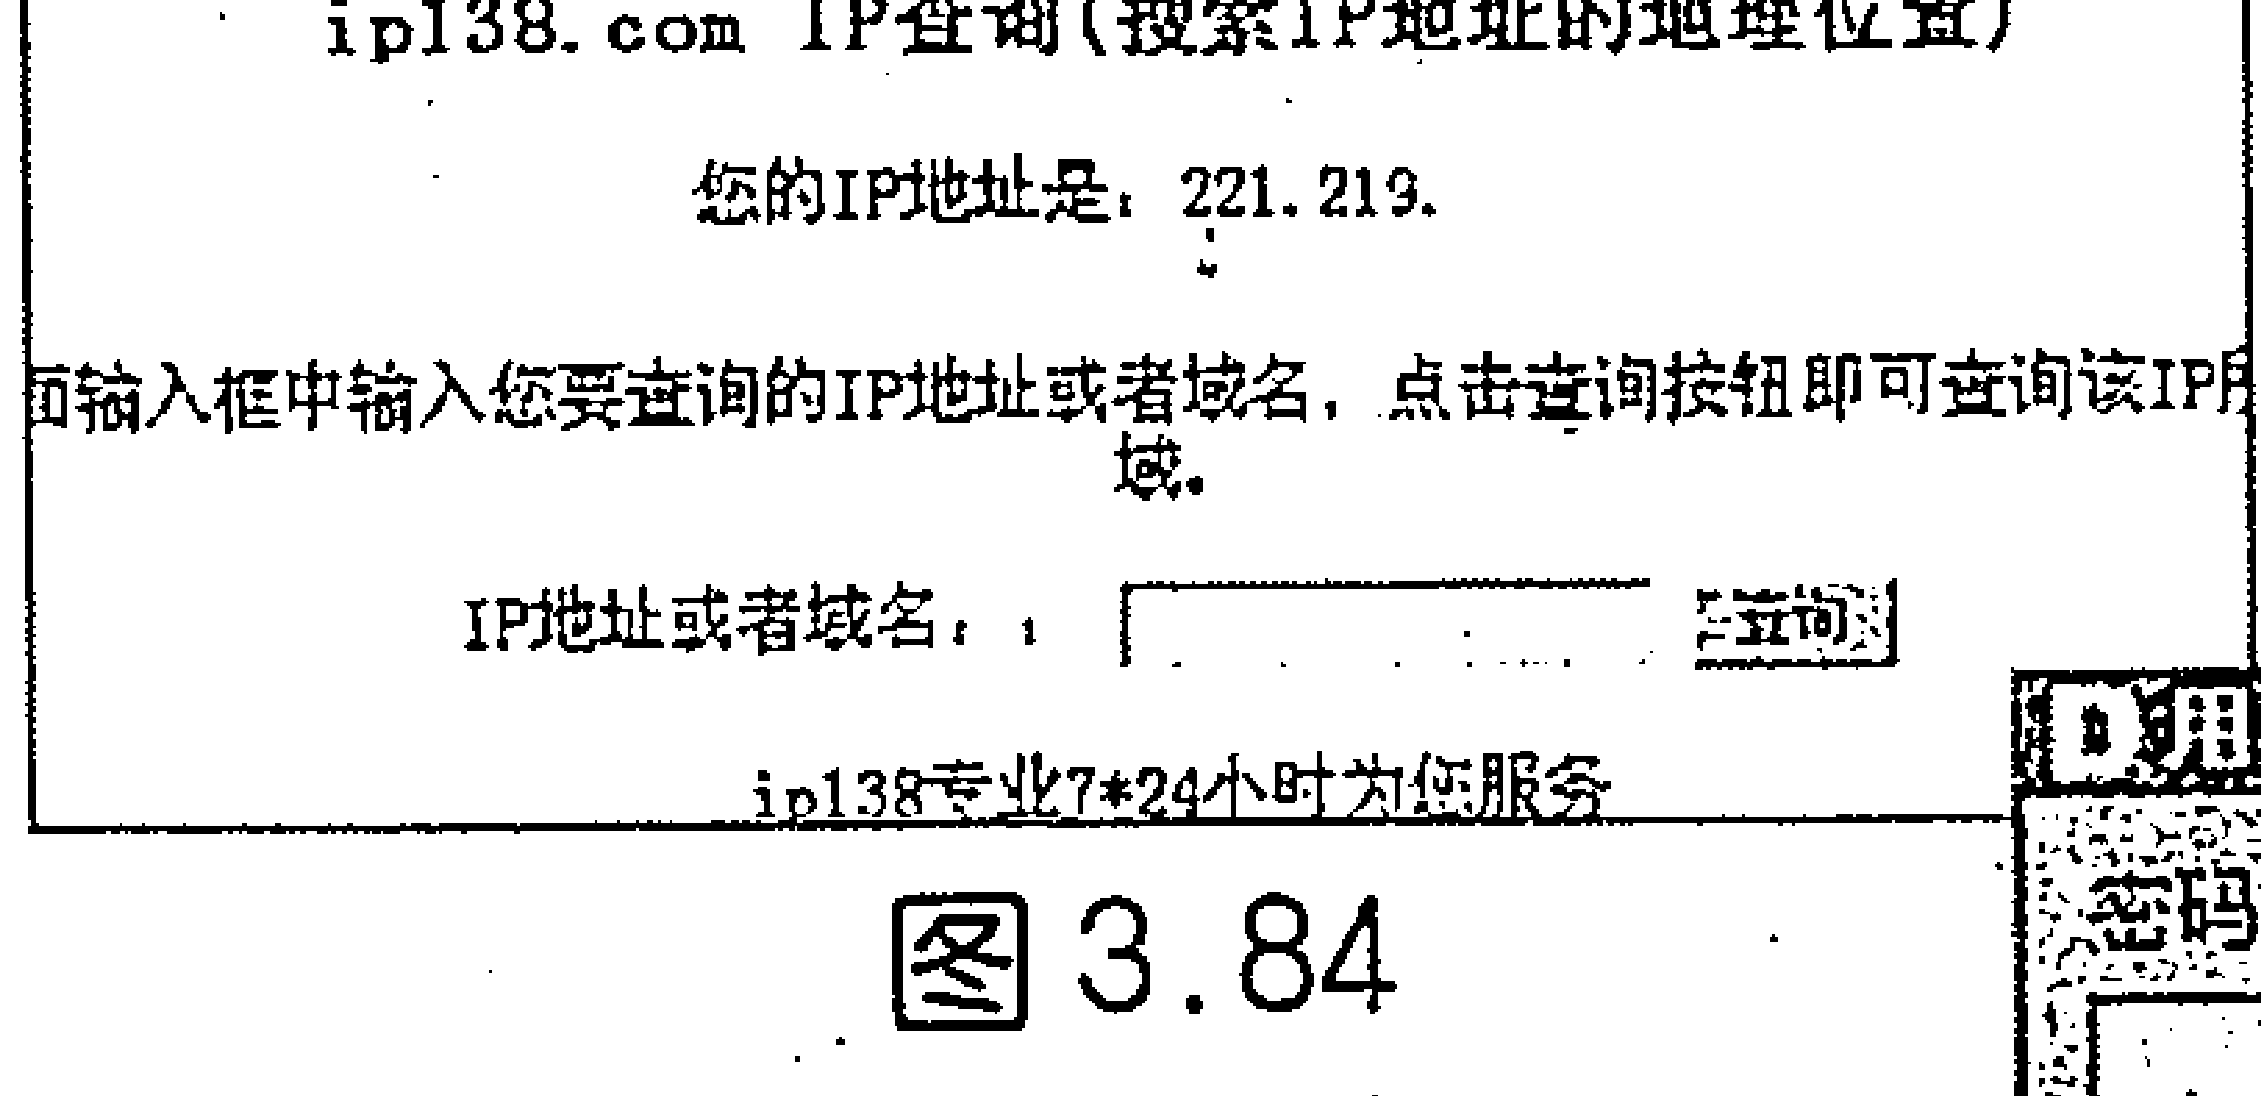 ip138.com IP查询(搜索IP地址的地理位置)
您的IP地址是：221.219.
面输入框中输入您要查询的IP地址或者域名，点击查询按钮即可查询该IP所
域。
IP地址或者域名：： 查询
ip138专业7*24小时为您服务
D用
密码
图 3.84